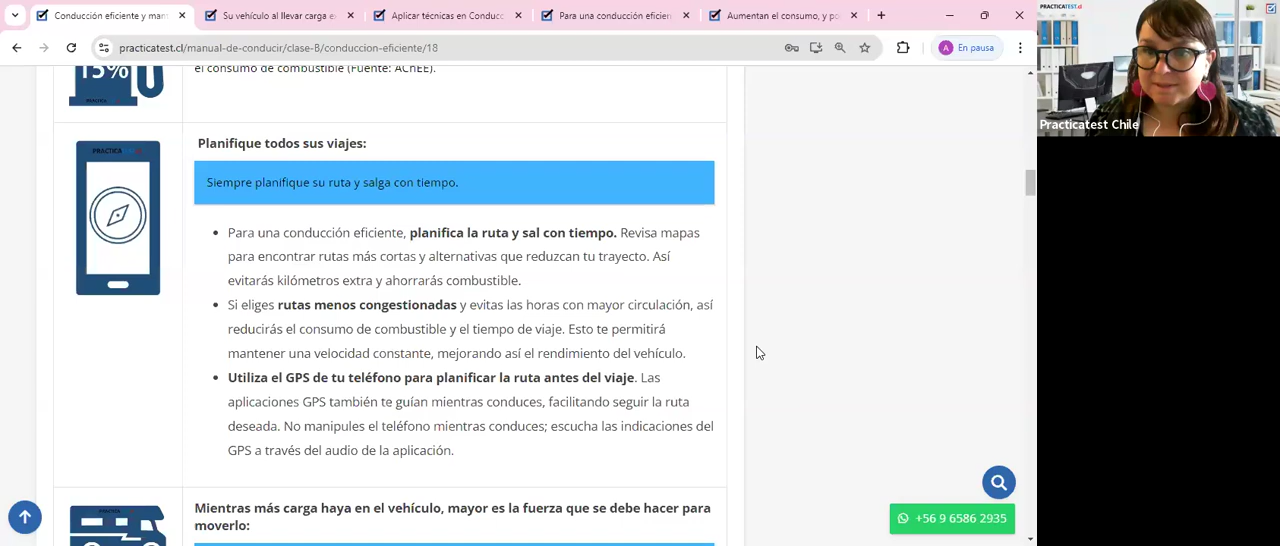 Conducción eficiente y mant
Su vehículo al llevar carga e
Aplicar técnicas en Conducc
Para una conducción eficien
Aumentan el consumo, y po
practicatest.cl/manual-de-conducir/clase-B/conduccion-eficiente/18
A
En pausa
PRACTICATEST.cl
Practicatest Chile
15%
el consumo de combustible (Fuente: AChEE).
Planifique todos sus viajes:
PRACTICATEST
Siempre planifique su ruta y salga con tiempo.
Para una conducción eficiente, planifica la ruta y sal con tiempo. Revisa mapas
para encontrar rutas más cortas y alternativas que reduzcan tu trayecto. Así
evitarás kilómetros extra y ahorrarás combustible.
Si eliges rutas menos congestionadas y evitas las horas con mayor circulación, así
reducirás el consumo de combustible y el tiempo de viaje. Esto te permitirá
mantener una velocidad constante, mejorando así el rendimiento del vehículo.
Utiliza el GPS de tu teléfono para planificar la ruta antes del viaje. Las
aplicaciones GPS también te guían mientras conduces, facilitando seguir la ruta
deseada. No manipules el teléfono mientras conduces; escucha las indicaciones del
GPS a través del audio de la aplicación.
Mientras más carga haya en el vehículo, mayor es la fuerza que se debe hacer para
moverlo:
+56 9 6586 2935